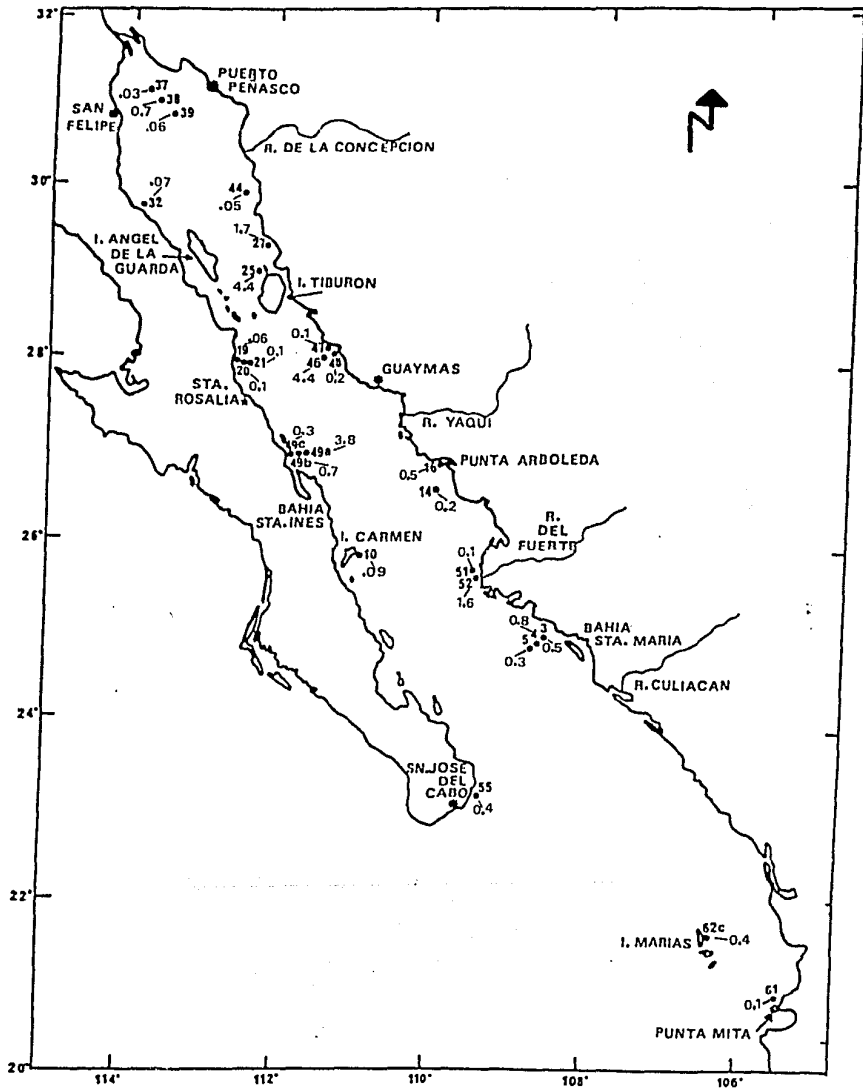 32°
PUERTO
PEÑASCO
.03
37
38
0.7
39
.06
SAN
FELIPE
R. DE LA CONCEPCION
30°
.07
32
44
.05
1.7
27
I. ANGEL
DE LA
GUARDA
25
4.4
I. TIBURON
.06
19
21
0.1
20
0.1
0.1
47
46
48
4.4
0.2
28°
GUAYMAS
STA.
ROSALIA
R. YAQUI
0.3
49c
49a
3.8
49b
0.7
0.5
16
PUNTA ARBOLEDA
14
0.2
BAHIA
STA. INES
R.
DEL
FUERTE
26°
I. CARMEN
10
.09
0.1
51
52
1.6
0.8
3
4
5
0.5
0.3
BAHIA
STA. MARIA
R. CULIACAN
24°
SN. JOSE
DEL
CABO
55
0.4
22°
62c
0.4
I. MARIAS
61
0.1
PUNTA MITA
20°
114°
112°
110°
108°
106°